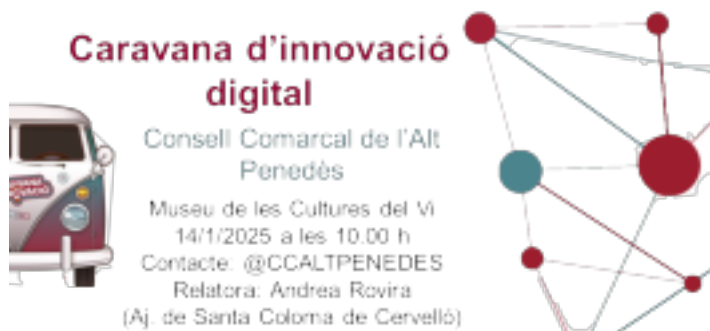 Caravana d'innovació
digital
Consell Comarcal de l'Alt
Penedès
Museu de les Cultures del Vi
14/1/2025 a les 10.00 h
Contacte: @CCALTPENEDES
Relatora: Andrea Rovira
(Aj. de Santa Coloma de Cervelló)